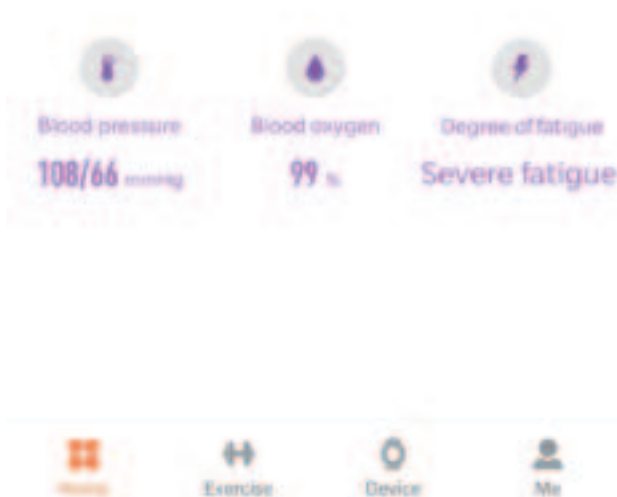 Blood pressure Blood oxygen Degree of fatigue
108/66 mmHg 99 % Severe fatigue
Exercise Device Me